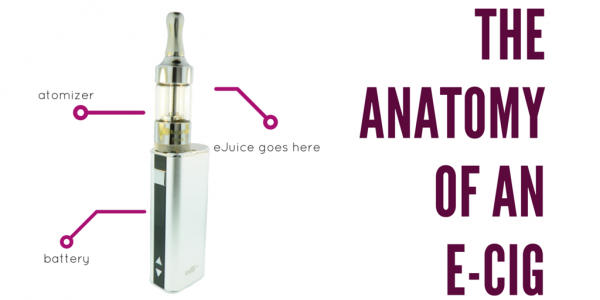 THE
ANATOMY
OF AN
E-CIG
atomizer
eJuice goes here
battery